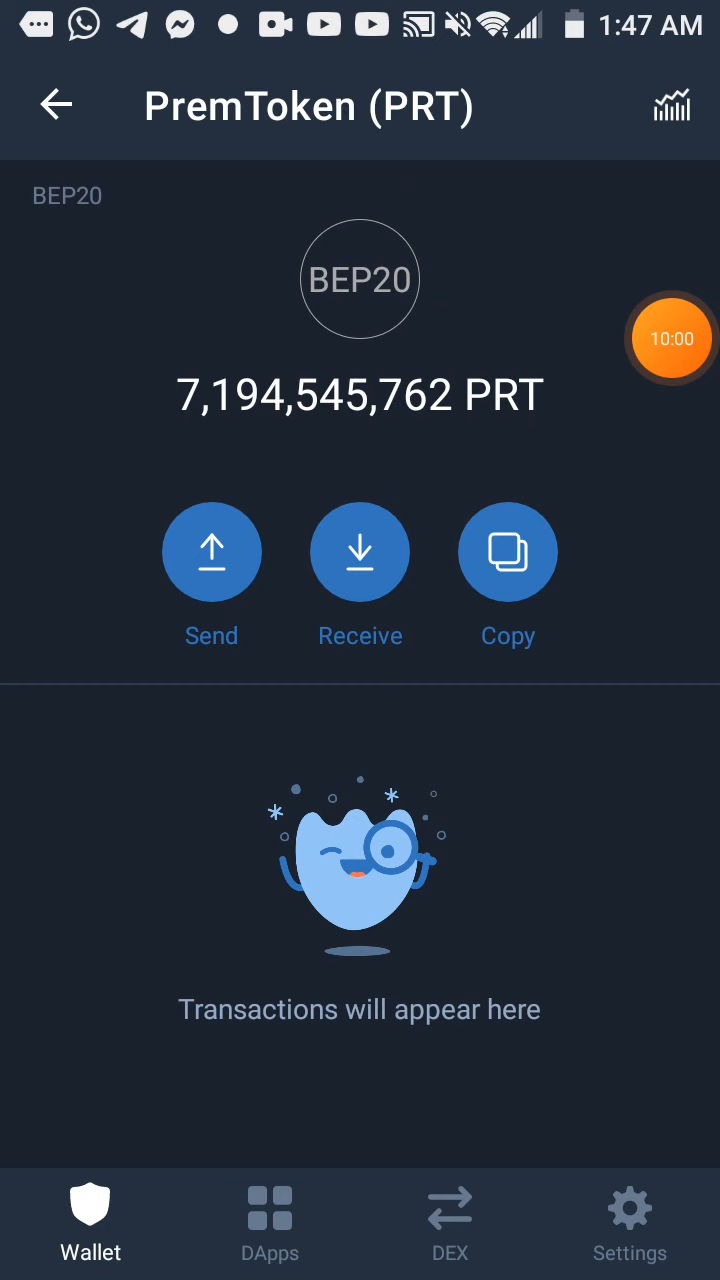 1:47 AM
PremToken (PRT)
BEP20
BEP20
10:00
7,194,545,762 PRT
Send Receive Copy
Transactions will appear here
Wallet DApps DEX Settings